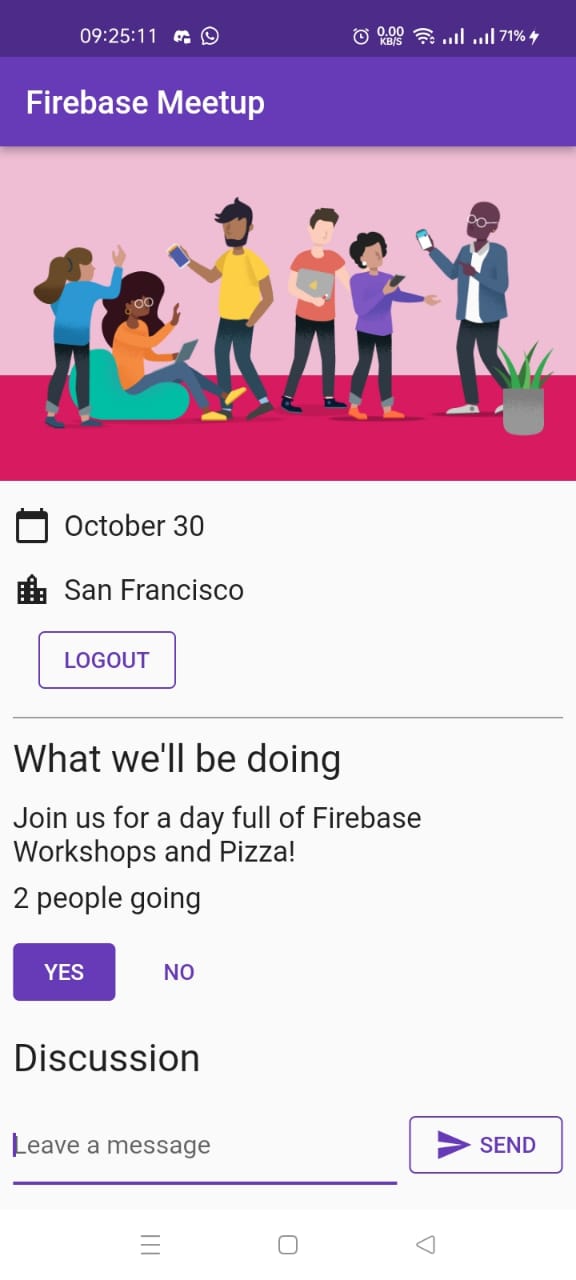 09:25:11 0.00 KB/S 71%
Firebase Meetup
October 30
San Francisco
LOGOUT
What we'll be doing
Join us for a day full of Firebase
Workshops and Pizza!
2 people going
YES NO
Discussion
Leave a message SEND